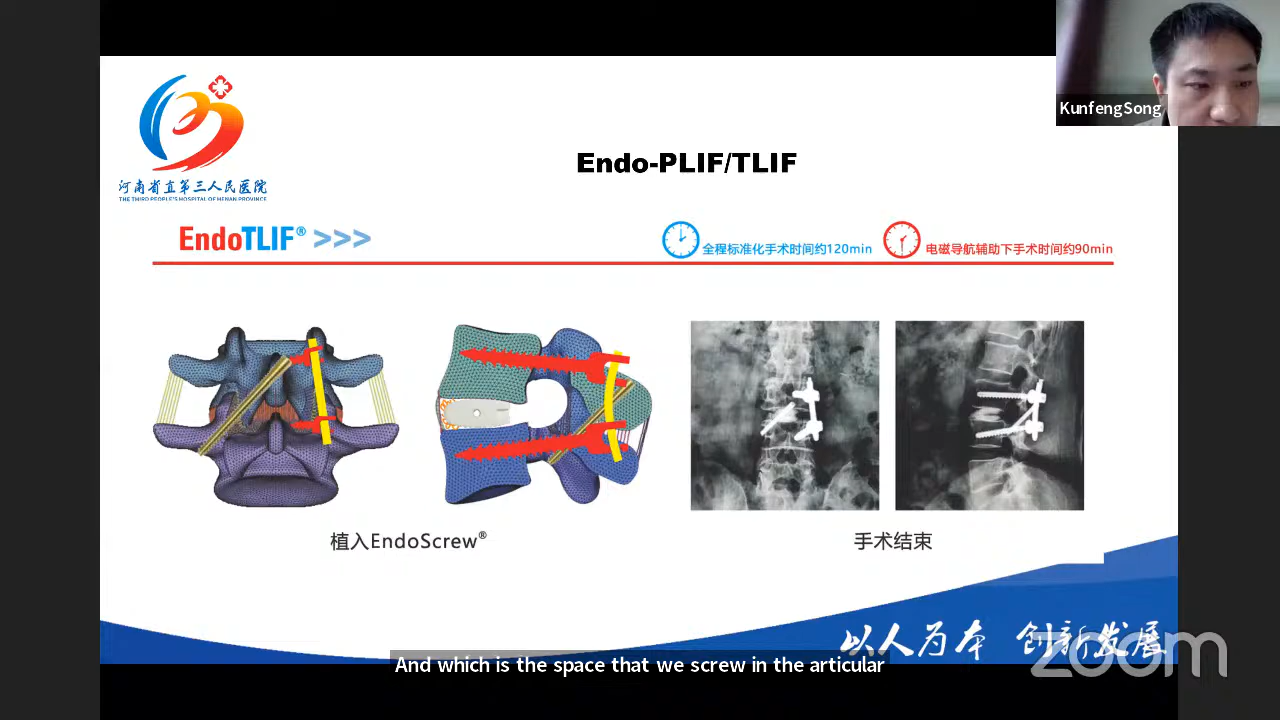 KunfengSong
河南省直第三人民医院
THE THIRD PEOPLE'S HOSPITAL OF HENAN PROVINCE
Endo-PLIF/TLIF
EndoTLIF® >>>
全程标准化手术时间约120min
电磁导航辅助下手术时间约90min
植入EndoScrew®
手术结束
以人为本 创新发展
zoom
And which is the space that we screw in the articular